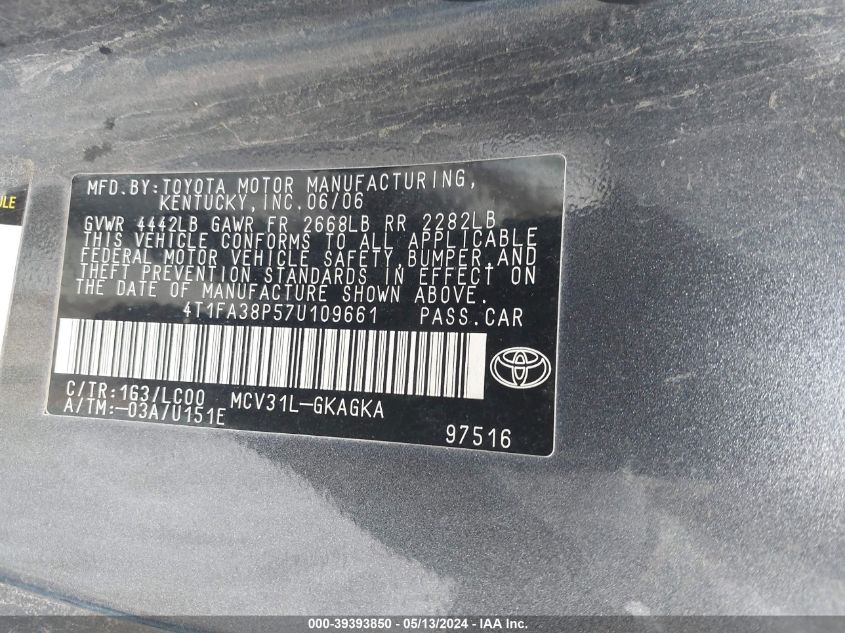 ULE
MFD.BY:TOYOTA MOTOR MANUFACTURING,
KENTUCKY,INC.06/06
GVWR 4442LB GAWR FR 2668LB RR 2282LB
THIS VEHICLE CONFORMS TO ALL APPLICABLE
FEDERAL MOTOR VEHICLE SAFETY, BUMPER,AND
THEFT PREVENTION STANDARDS IN EFFECT ON
THE DATE OF MANUFACTURE SHOWN ABOVE.
4T1FA38P57U109661 PASS.CAR
C/TR:1G3/LC00 MCV31L-GKAGKA
A/TM:-03A/U151E
97516
000-39393850 - 05/13/2024 - IAA Inc.